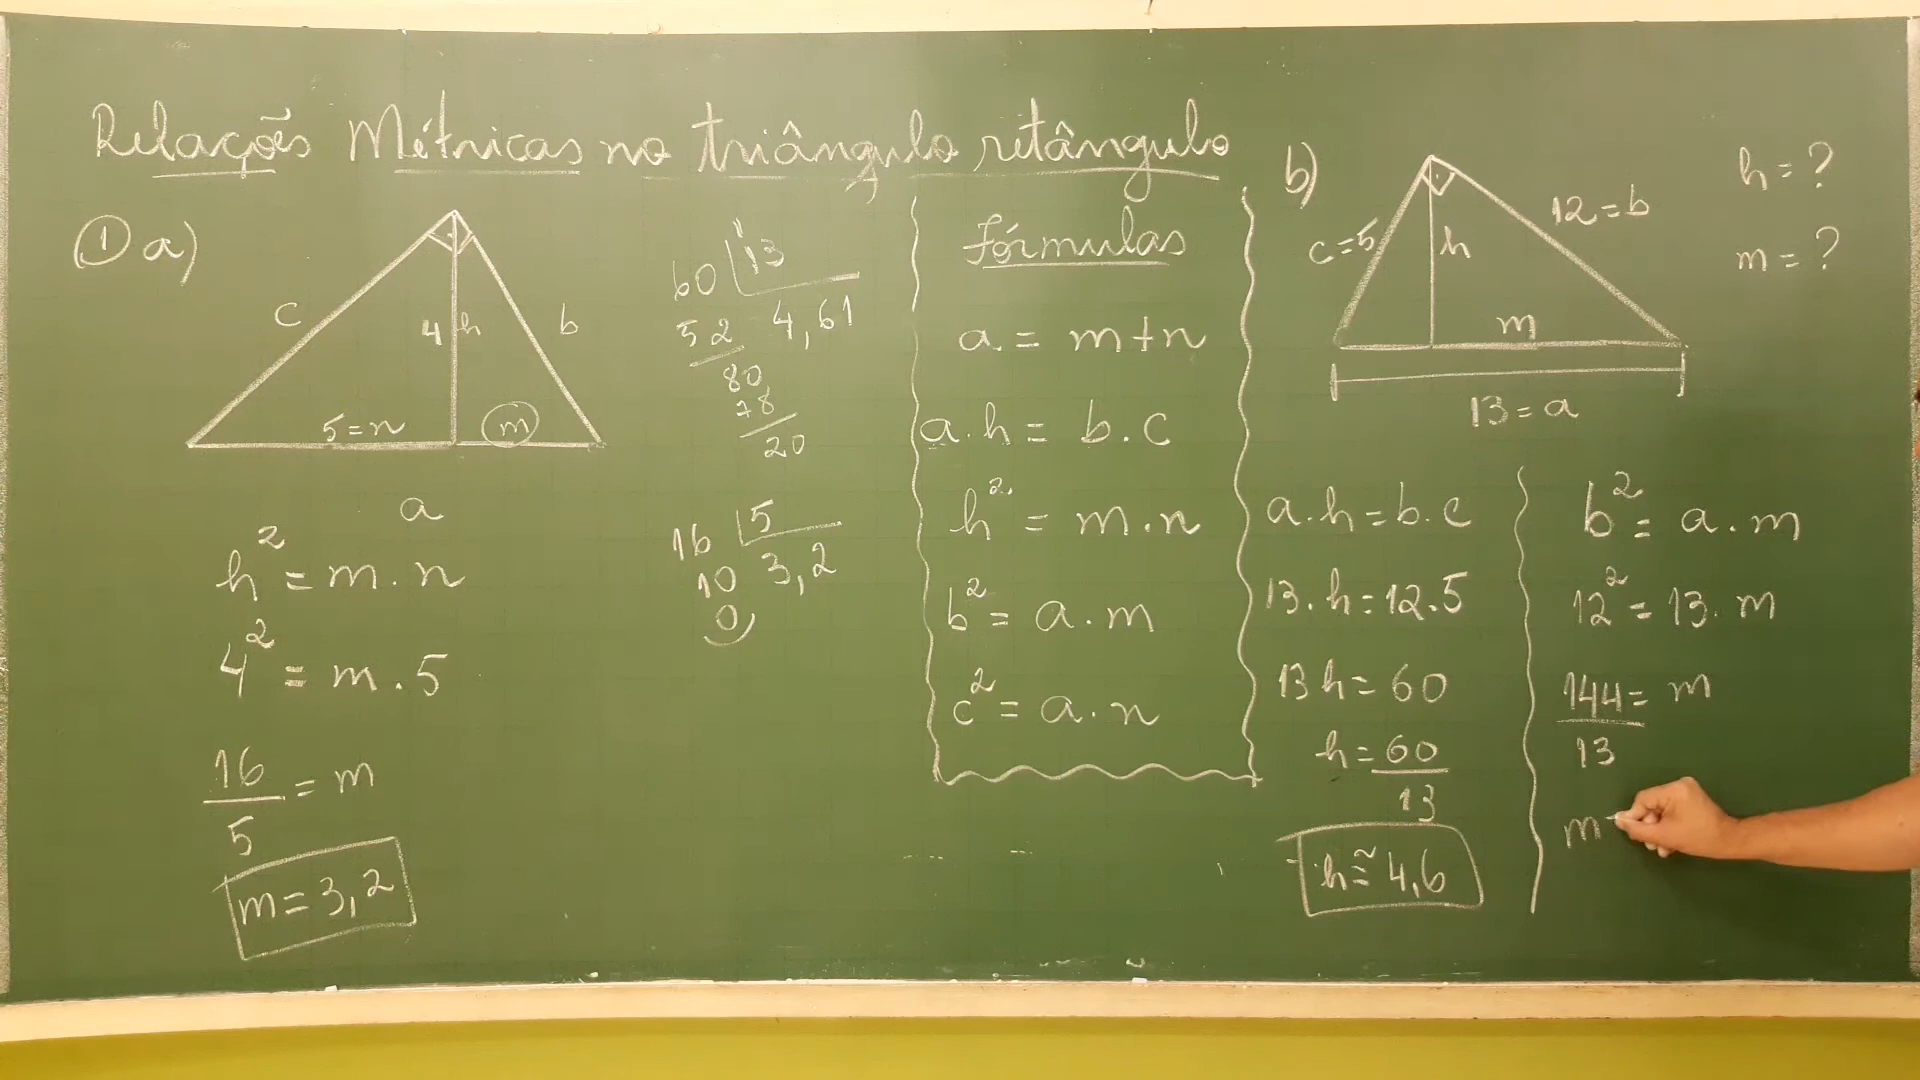 Relações Métricas no triângulo retângulo
① a)
c
4 h
b
5=n
m
a
h² = m . n
4² = m . 5
16/5 = m
m = 3,2
60 | 13
52 4,61
80
78
20
16 | 5
10 3,2
0
Fórmulas
a = m+n
a.h = b.c
h² = m.n
b² = a.m
c² = a.n
b)
c=5
h
12=b
m
13=a
h=?
m=?
a.h=b.c
13.h=12.5
13h=60
h=60/13
h≅4,6
b²=a.m
12²=13.m
144/13=m
m